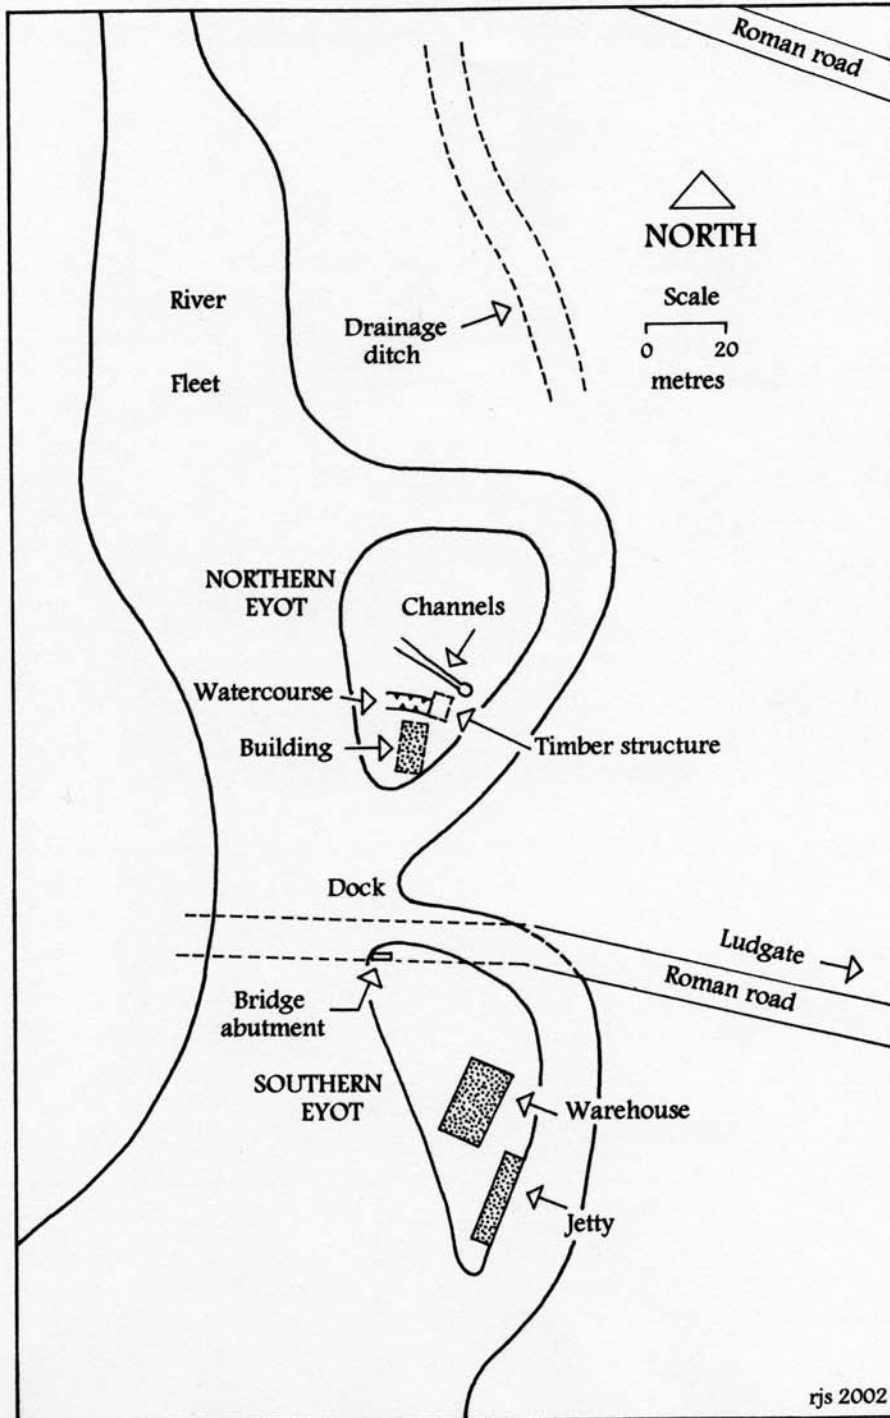 Roman road
NORTH
River
Scale
Drainage
ditch
0 20
Fleet
metres
NORTHERN
EYOT
Channels
Watercourse
Building
Timber structure
Dock
Ludgate
Roman road
Bridge
abutment
SOUTHERN
EYOT
Warehouse
Jetty
rjs 2002